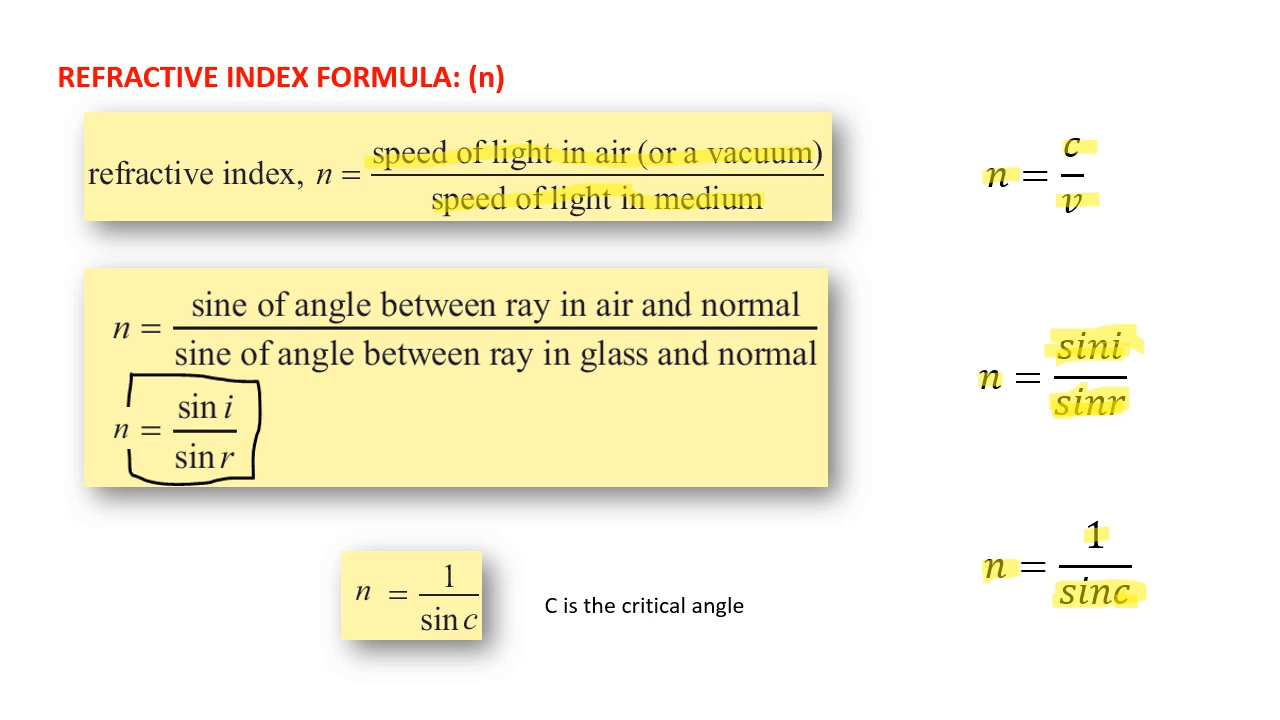 REFRACTIVE INDEX FORMULA: (n)
refractive index, n = speed of light in air (or a vacuum) / speed of light in medium
n = c / v
n = sine of angle between ray in air and normal / sine of angle between ray in glass and normal
n = sin i / sin r
n = sini / sinr
n = 1 / sin c
C is the critical angle
n = 1 / sinc